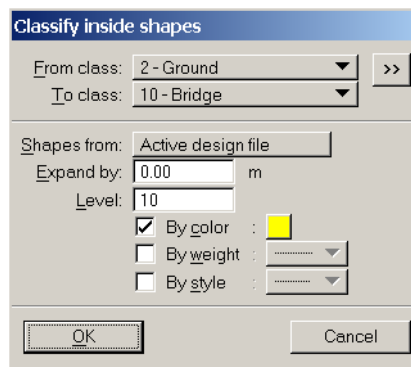 Classify inside shapes
From class: 2 - Ground >>
To class: 10 - Bridge
Shapes from: Active design file
Expand by: 0.00 m
Level: 10
By color :
By weight :
By style :
OK Cancel